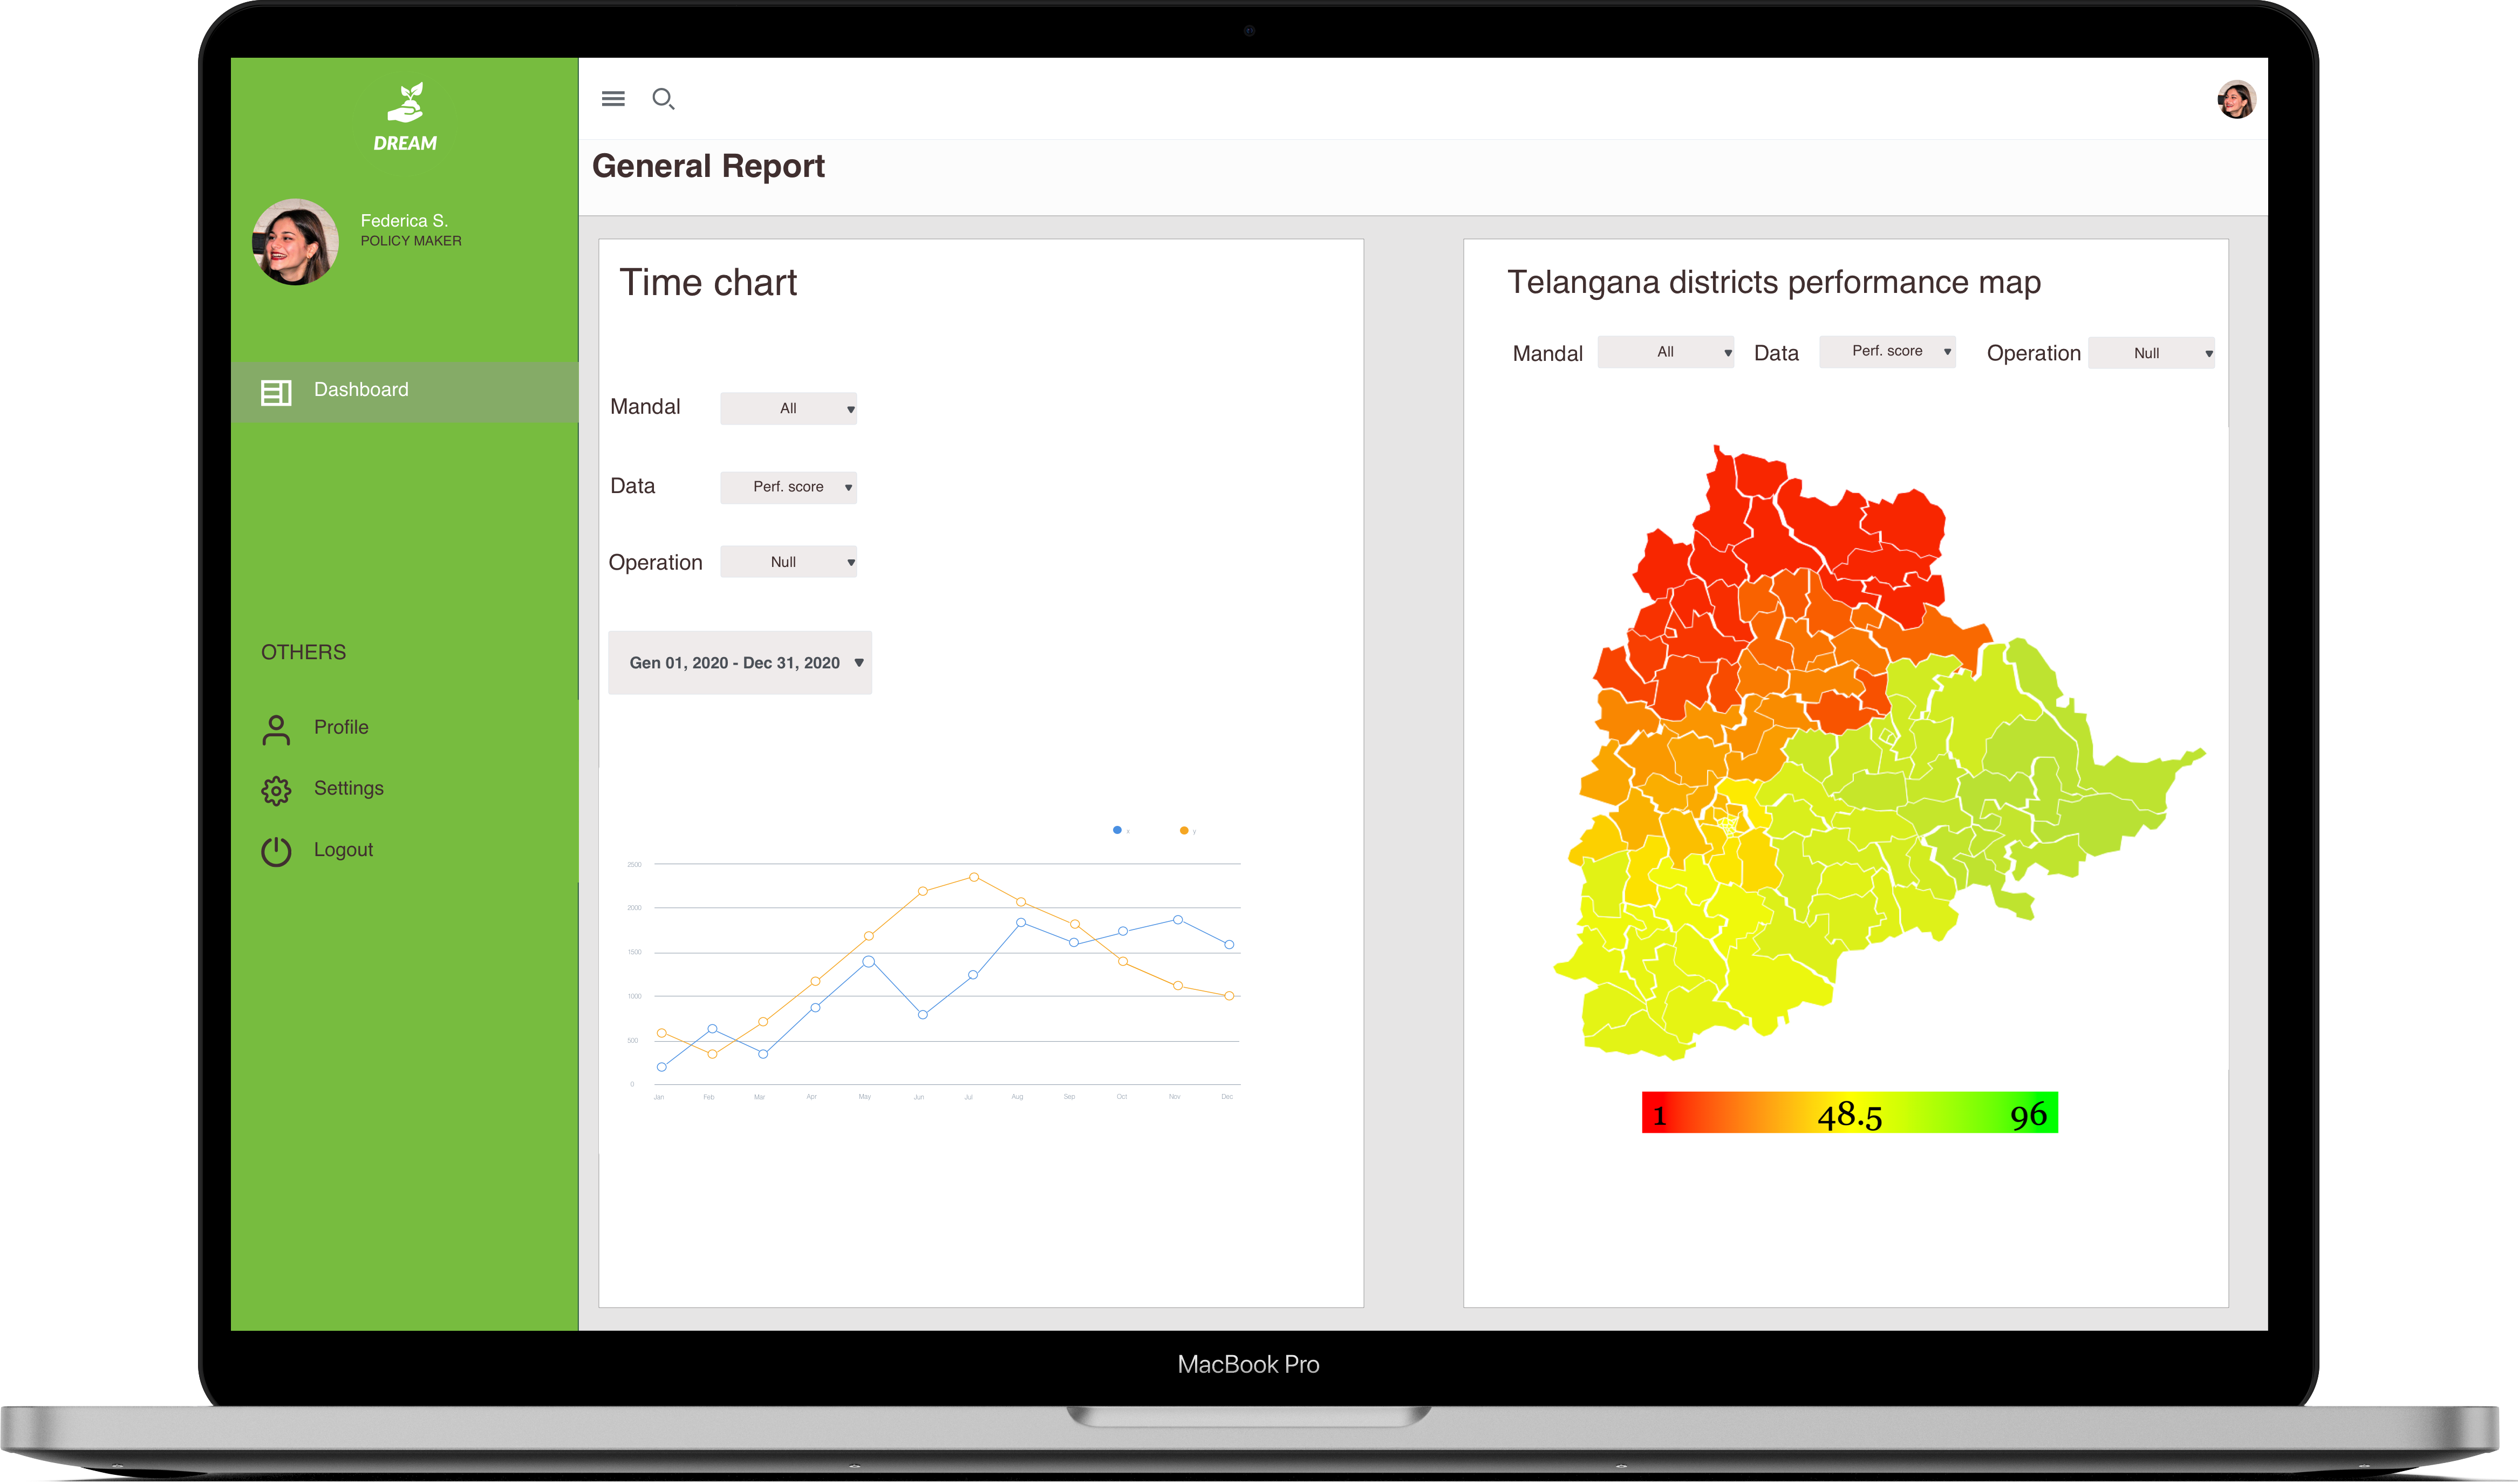 DREAM
Federica S.
POLICY MAKER
Dashboard
OTHERS
Profile
Settings
Logout
General Report
Time chart
Mandal All
Data Perf. score
Operation Null
Gen 01, 2020 - Dec 31, 2020
x y
2500
2000
1500
1000
500
0
Jan Feb Mar Apr May Jun Jul Aug Sep Oct Nov Dec
Telangana districts performance map
Mandal All Data Perf. score Operation Null
1 48.5 96
MacBook Pro